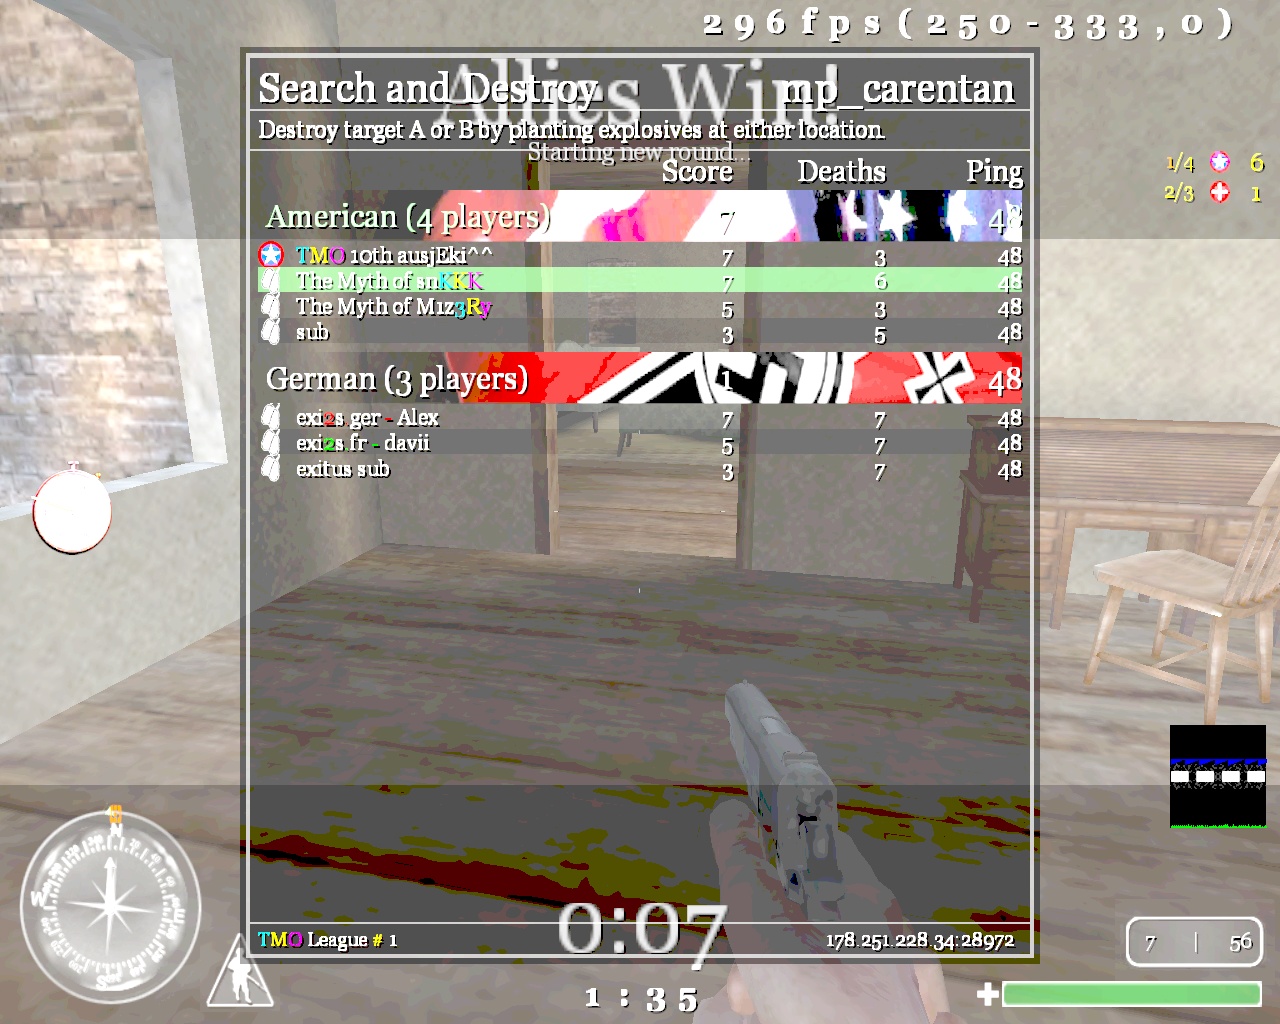 296fps(250-333,0)
Allies Win!
Search and Destroy mp_carentan
Destroy target A or B by planting explosives at either location.
Starting new round...
Score Deaths Ping
1/4 6
2/3 1
American (4 players) 7 48
TMO 10th ausjEki^^ 7 3 48
The Myth of snKKK 7 6 48
The Myth of M1z3Ry 5 3 48
sub 3 5 48
German (3 players) 1 48
exi2s ger - Alex 7 7 48
exi2s fr - davii 5 7 48
exitus sub 3 7 48
N
W
E
S
0:07
TMO League # 1 178.251.228.34:28972
7 | 56
1:35